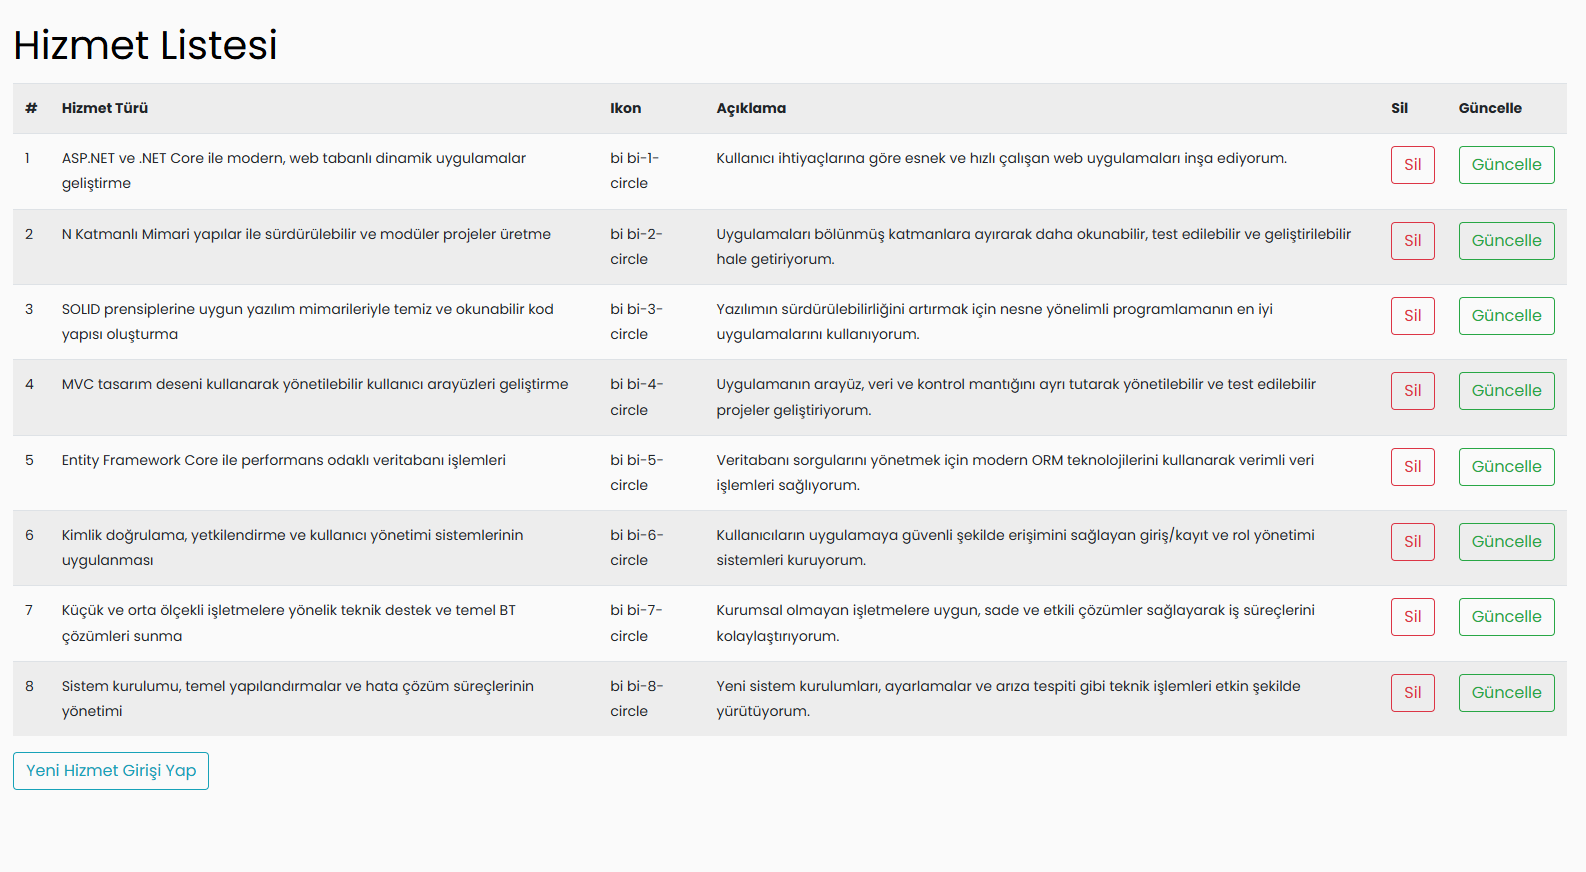 Hizmet Listesi
# Hizmet Türü Ikon Açıklama Sil Güncelle
1 ASP.NET ve .NET Core ile modern, web tabanlı dinamik uygulamalar bi bi-1- Kullanıcı ihtiyaçlarına göre esnek ve hızlı çalışan web uygulamaları inşa ediyorum. Sil Güncelle
geliştirme circle
2 N Katmanlı Mimari yapılar ile sürdürülebilir ve modüler projeler üretme bi bi-2- Uygulamaları bölünmüş katmanlara ayırarak daha okunabilir, test edilebilir ve geliştirilebilir Sil Güncelle
circle hale getiriyorum.
3 SOLID prensiplerine uygun yazılım mimarileriyle temiz ve okunabilir kod bi bi-3- Yazılımın sürdürülebilirliğini artırmak için nesne yönelimli programlamanın en iyi Sil Güncelle
yapısı oluşturma circle uygulamalarını kullanıyorum.
4 MVC tasarım deseni kullanarak yönetilebilir kullanıcı arayüzleri geliştirme bi bi-4- Uygulamanın arayüz, veri ve kontrol mantığını ayrı tutarak yönetilebilir ve test edilebilir Sil Güncelle
circle projeler geliştiriyorum.
5 Entity Framework Core ile performans odaklı veritabanı işlemleri bi bi-5- Veritabanı sorgularını yönetmek için modern ORM teknolojilerini kullanarak verimli veri Sil Güncelle
circle işlemleri sağlıyorum.
6 Kimlik doğrulama, yetkilendirme ve kullanıcı yönetimi sistemlerinin bi bi-6- Kullanıcıların uygulamaya güvenli şekilde erişimini sağlayan giriş/kayıt ve rol yönetimi Sil Güncelle
uygulanması circle sistemleri kuruyorum.
7 Küçük ve orta ölçekli işletmelere yönelik teknik destek ve temel BT bi bi-7- Kurumsal olmayan işletmelere uygun, sade ve etkili çözümler sağlayarak iş süreçlerini Sil Güncelle
çözümleri sunma circle kolaylaştırıyorum.
8 Sistem kurulumu, temel yapılandırmalar ve hata çözüm süreçlerinin bi bi-8- Yeni sistem kurulumları, ayarlamalar ve arıza tespiti gibi teknik işlemleri etkin şekilde Sil Güncelle
yönetimi circle yürütüyorum.
Yeni Hizmet Girişi Yap